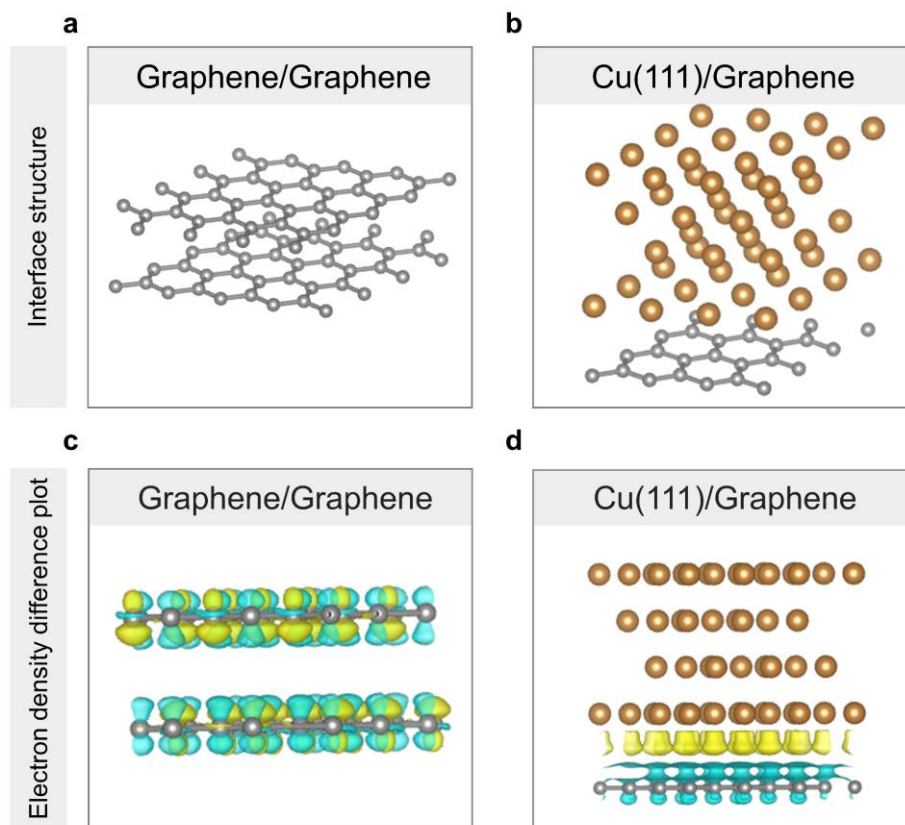 a
b
Interface structure
Graphene/Graphene
Cu(111)/Graphene
c
d
Electron density difference plot
Graphene/Graphene
Cu(111)/Graphene